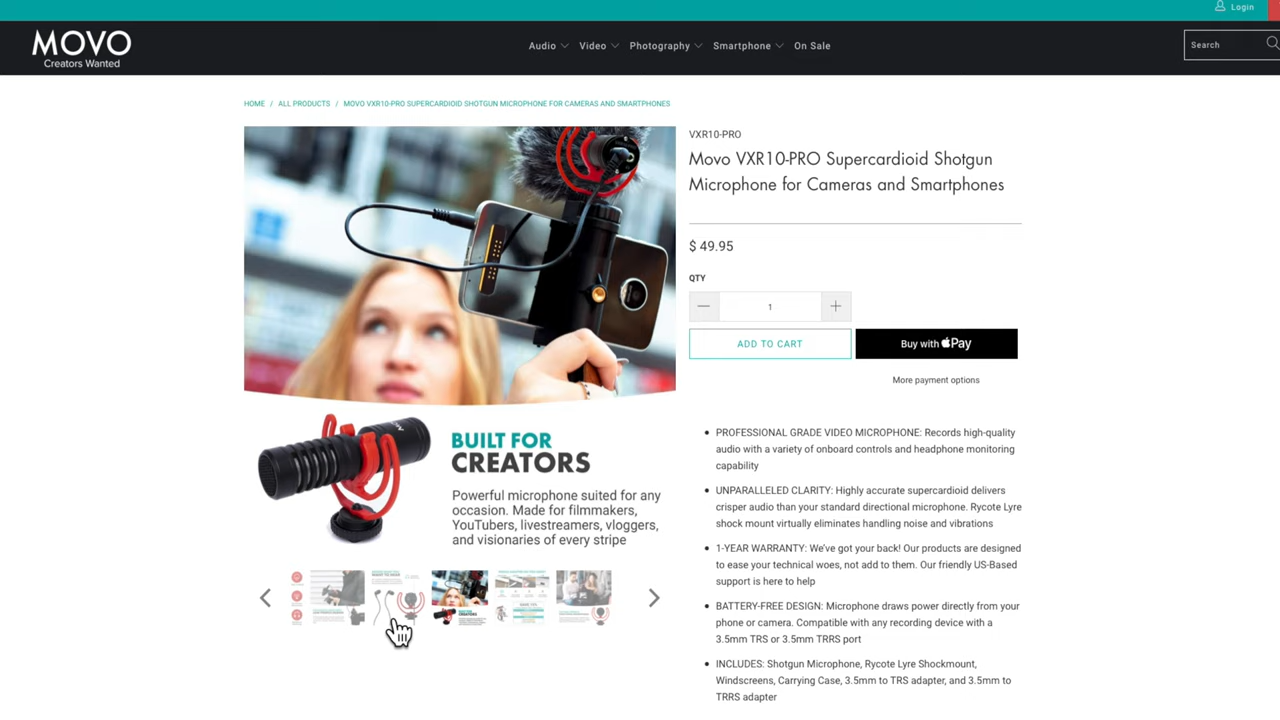 Login
MOVO
Creators Wanted
Audio Video Photography Smartphone On Sale
Search
HOME / ALL PRODUCTS / MOVO VXR10-PRO SUPERCARDIOID SHOTGUN MICROPHONE FOR CAMERAS AND SMARTPHONES
VXR10-PRO
Movo VXR10-PRO Supercardioid Shotgun
Microphone for Cameras and Smartphones
$ 49.95
QTY
1
ADD TO CART
Buy with Pay
More payment options
BUILT FOR
CREATORS
Powerful microphone suited for any
occasion. Made for filmmakers,
YouTubers, livestreamers, vloggers,
and visionaries of every stripe
PROFESSIONAL GRADE VIDEO MICROPHONE: Records high-quality
audio with a variety of onboard controls and headphone monitoring
capability
UNPARALLELED CLARITY: Highly accurate supercardioid delivers
crisper audio than your standard directional microphone. Rycote Lyre
shock mount virtually eliminates handling noise and vibrations
1-YEAR WARRANTY: We've got your back! Our products are designed
to ease your technical woes, not add to them. Our friendly US-Based
support is here to help
BATTERY-FREE DESIGN: Microphone draws power directly from your
phone or camera. Compatible with any recording device with a
3.5mm TRS or 3.5mm TRRS port
INCLUDES: Shotgun Microphone, Rycote Lyre Shockmount,
Windscreens, Carrying Case, 3.5mm to TRS adapter, and 3.5mm to
TRRS adapter